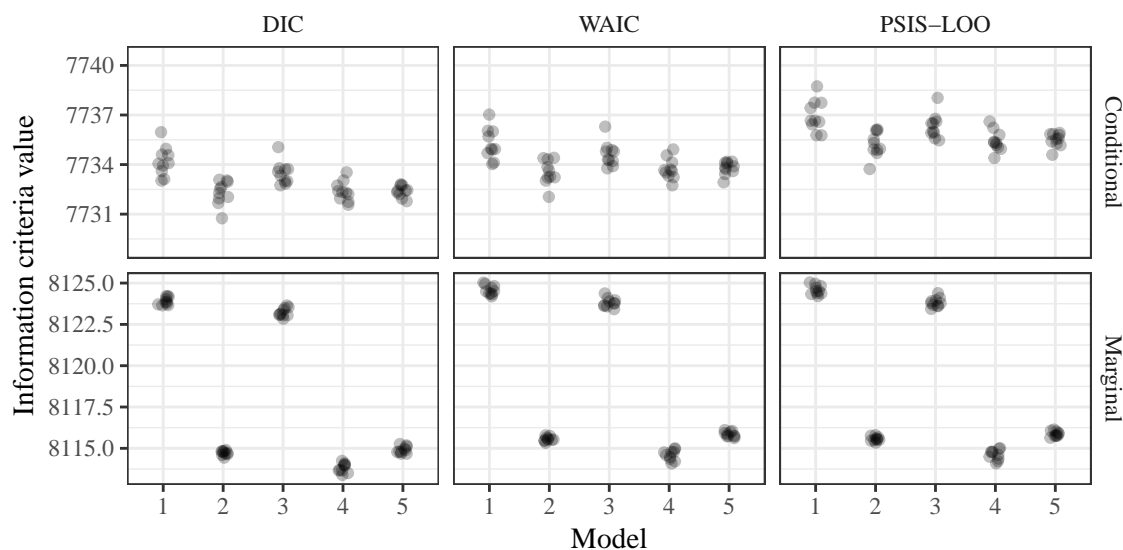 DIC WAIC PSIS−LOO
Information criteria value
7740
7737
7734
7731
Conditional
8125.0
8122.5
8120.0
8117.5
8115.0
Marginal
1 2 3 4 5 1 2 3 4 5 1 2 3 4 5
Model